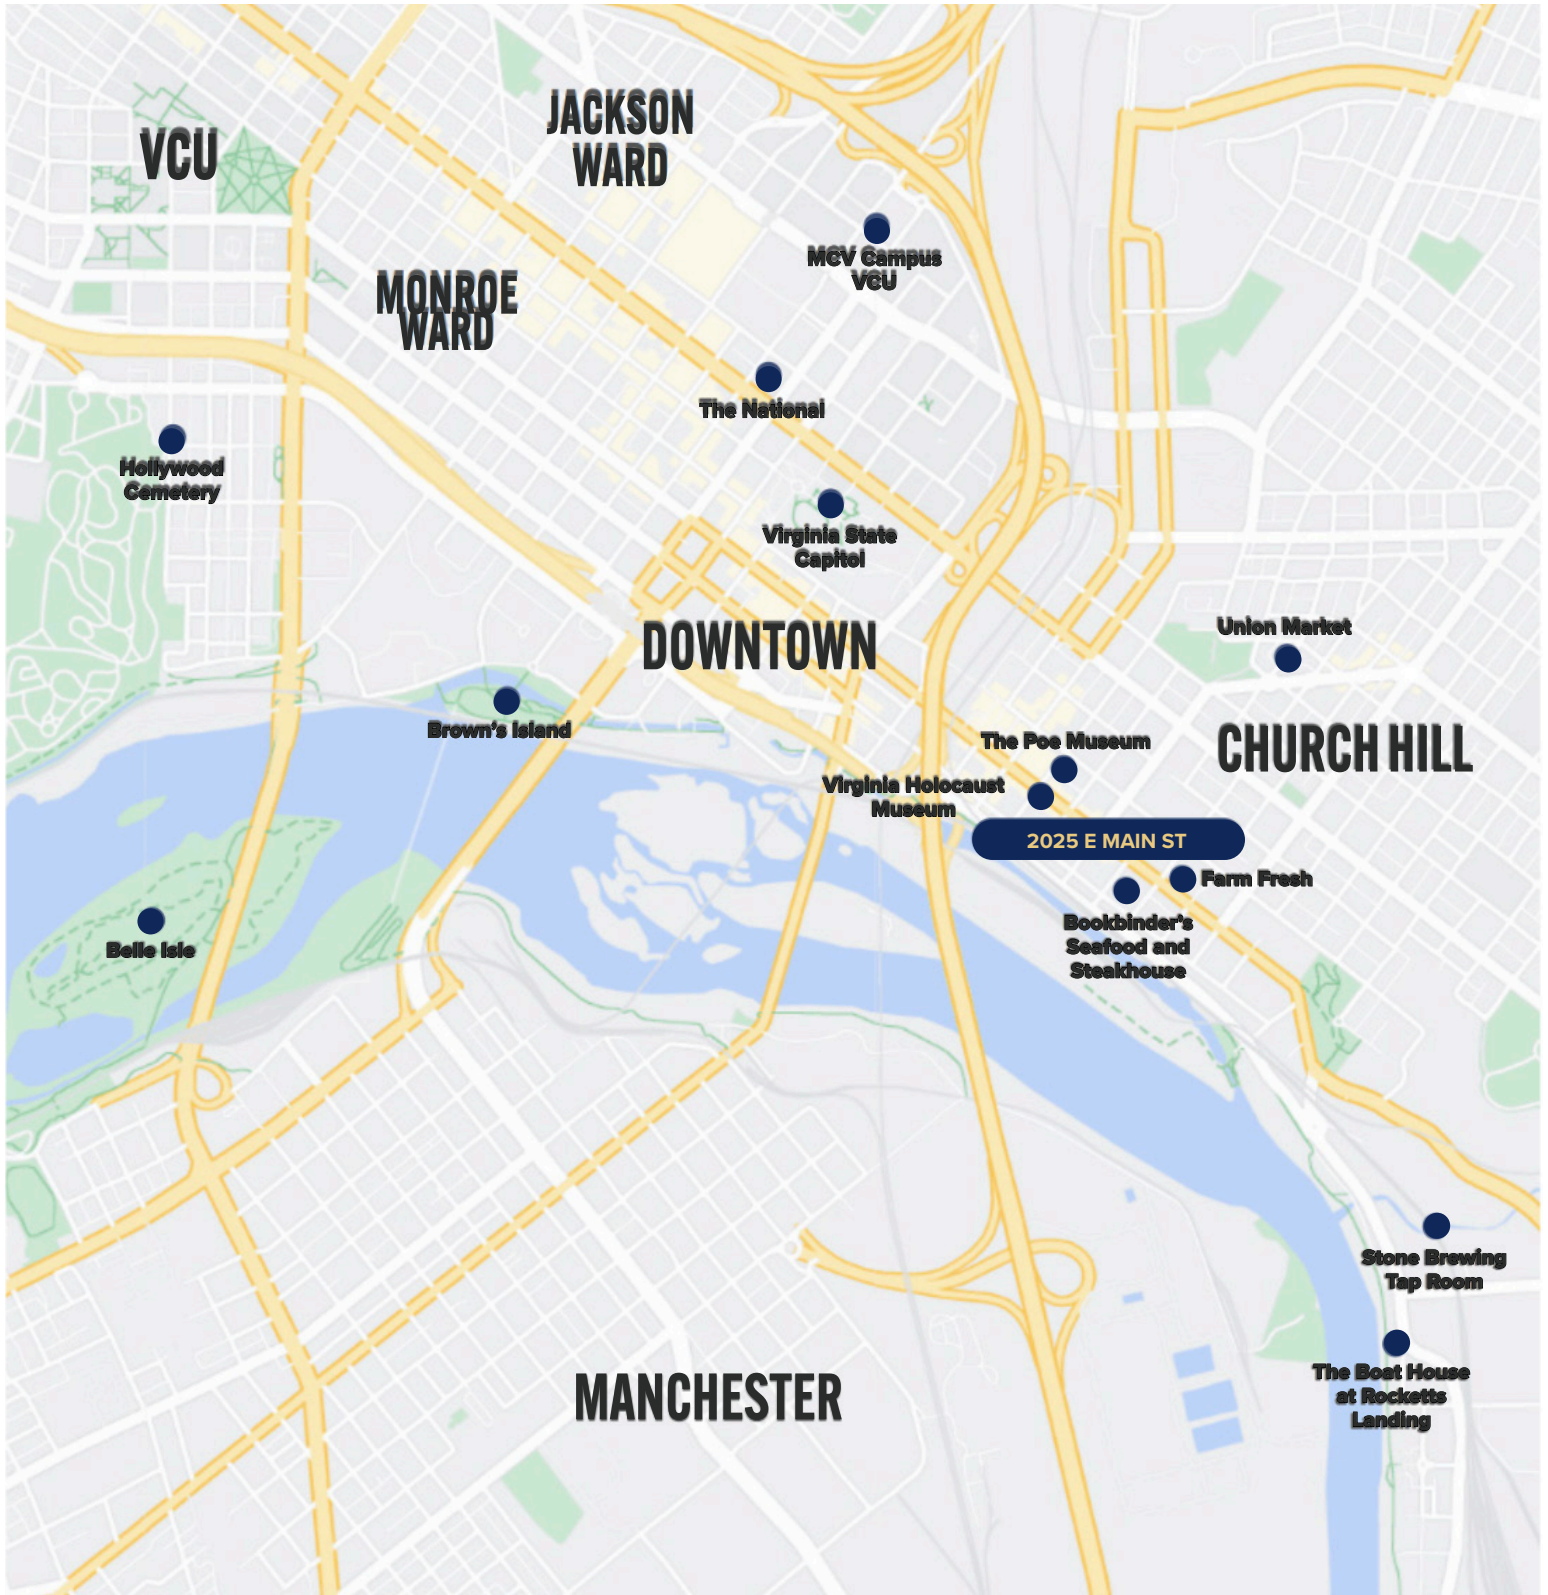 JACKSON
WARD
VCU
MCV Campus
VCU
MONROE
WARD
The National
Hollywood
Cemetery
Virginia State
Capitol
Union Market
DOWNTOWN
Brown's Island
CHURCH HILL
The Poe Museum
Virginia Holocaust
Museum
2025 E MAIN ST
Farm Fresh
Bookbinder's
Seafood and
Steakhouse
Belle Isle
Stone Brewing
Tap Room
The Boat House
at Rocketts
Landing
MANCHESTER